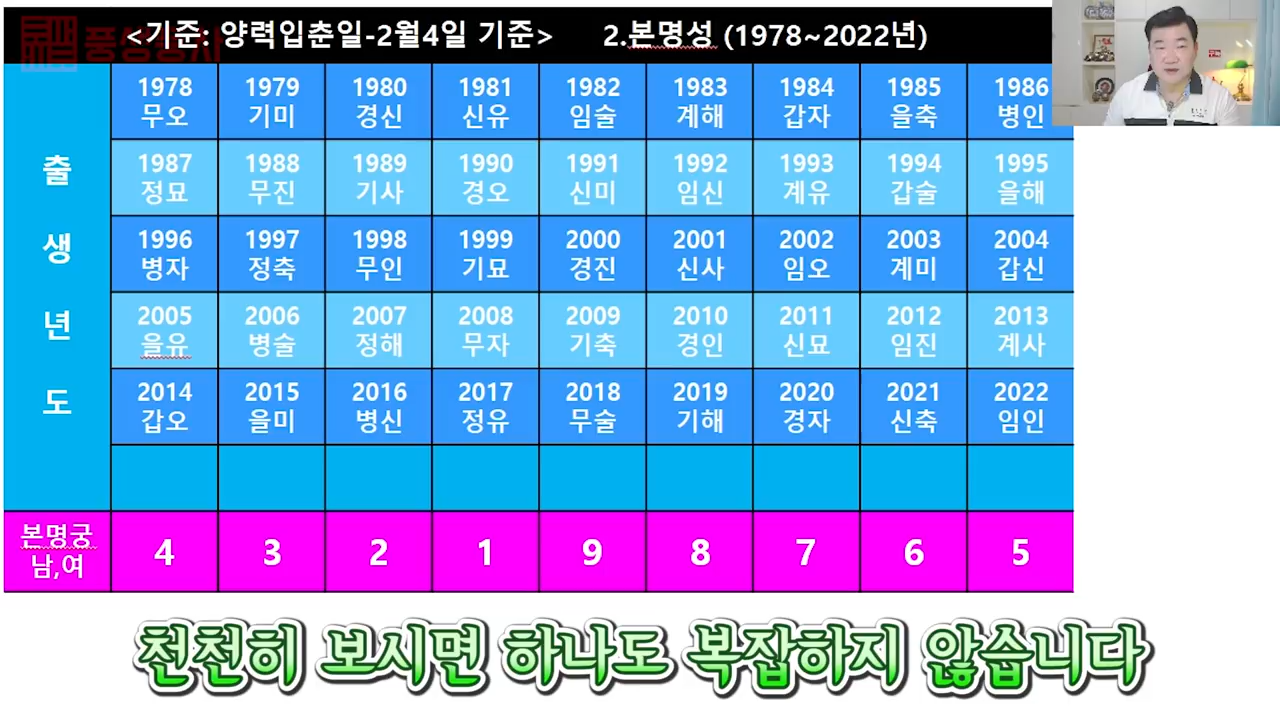 풍성풍사
<기준: 양력입춘일-2월4일 기준> 2.본명성 (1978~2022년)
출생년도
1978 1979 1980 1981 1982 1983 1984 1985 1986
무오 기미 경신 신유 임술 계해 갑자 을축 병인
1987 1988 1989 1990 1991 1992 1993 1994 1995
정묘 무진 기사 경오 신미 임신 계유 갑술 을해
1996 1997 1998 1999 2000 2001 2002 2003 2004
병자 정축 무인 기묘 경진 신사 임오 계미 갑신
2005 2006 2007 2008 2009 2010 2011 2012 2013
을유 병술 정해 무자 기축 경인 신묘 임진 계사
2014 2015 2016 2017 2018 2019 2020 2021 2022
갑오 을미 병신 정유 무술 기해 경자 신축 임인
본명궁
남,여 4 3 2 1 9 8 7 6 5
천천히 보시면 하나도 복잡하지 않습니다